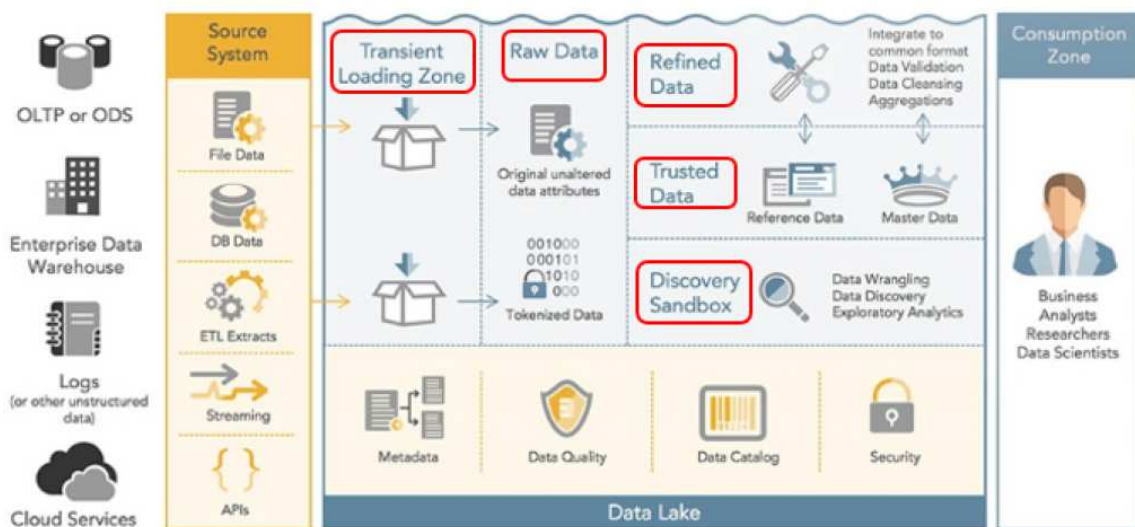 OLTP or ODS
Enterprise Data
Warehouse
Logs
(or other unstructured
data)
Cloud Services
Source
System
File Data
DB Data
ETL Extracts
Streaming
{ }
APIs
Transient
Loading Zone
Raw Data
Original unaltered
data attributes
001000
000101
1010
000
Tokenized Data
Refined
Data
Integrate to
common format
Data Validation
Data Cleansing
Aggregations
Trusted
Data
Reference Data
Master Data
Discovery
Sandbox
Data Wrangling
Data Discovery
Exploratory Analytics
Metadata
Data Quality
Data Catalog
Security
Data Lake
Consumption
Zone
Business
Analysts
Researchers
Data Scientists